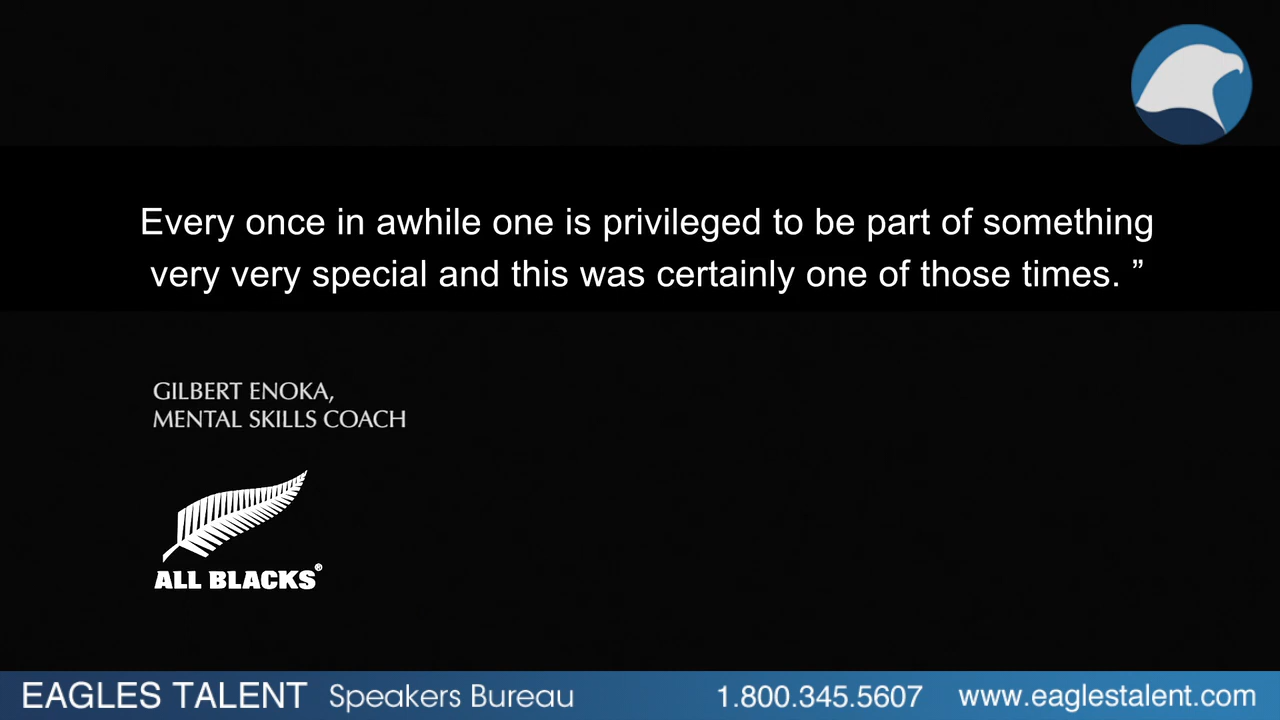 Every once in awhile one is privileged to be part of something
very very special and this was certainly one of those times. ”
GILBERT ENOKA,
MENTAL SKILLS COACH
ALL BLACKS®
EAGLES TALENT Speakers Bureau 1.800.345.5607 www.eaglestalent.com